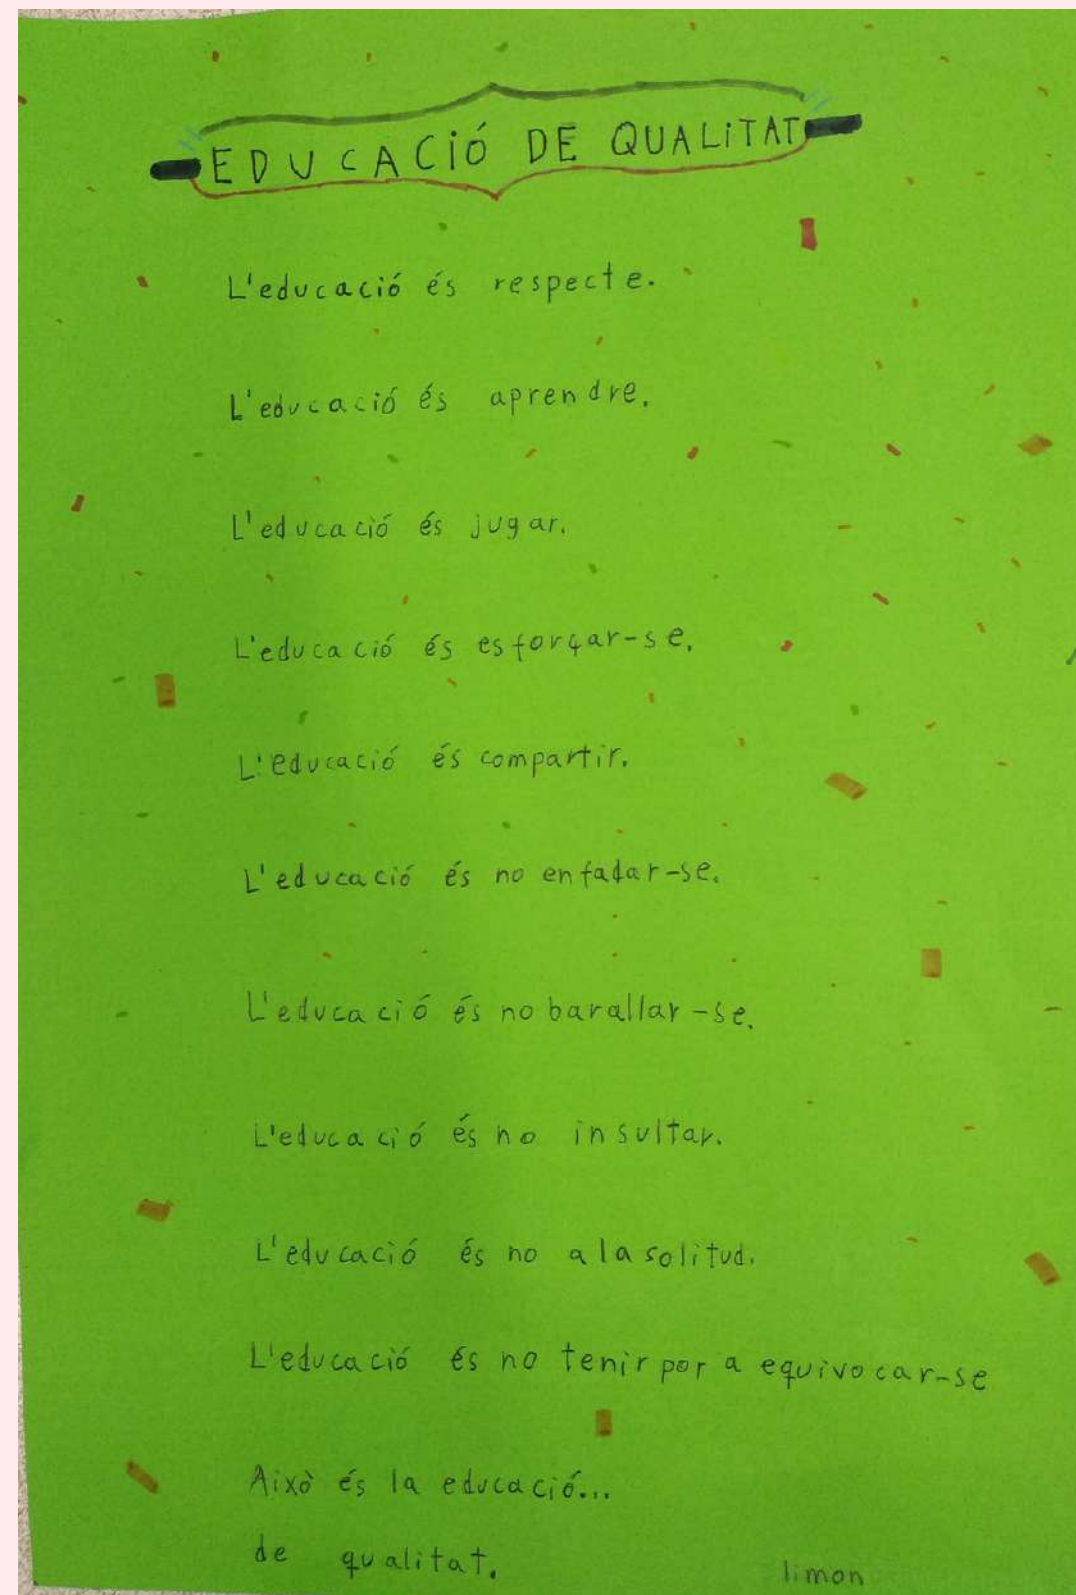 EDUCACIÓ DE QUALITAT
L'educació és respecte.
L'educació és aprendre.
L'educació és jugar.
L'educació és esforçar-se.
L'educació és compartir.
L'educació és no enfadar-se.
L'educació és no barallar-se.
L'educació és no insultar.
L'educació és no a la solitud.
L'educació és no tenir por a equivocar-se
Això és la educació...
de qualitat.
limon